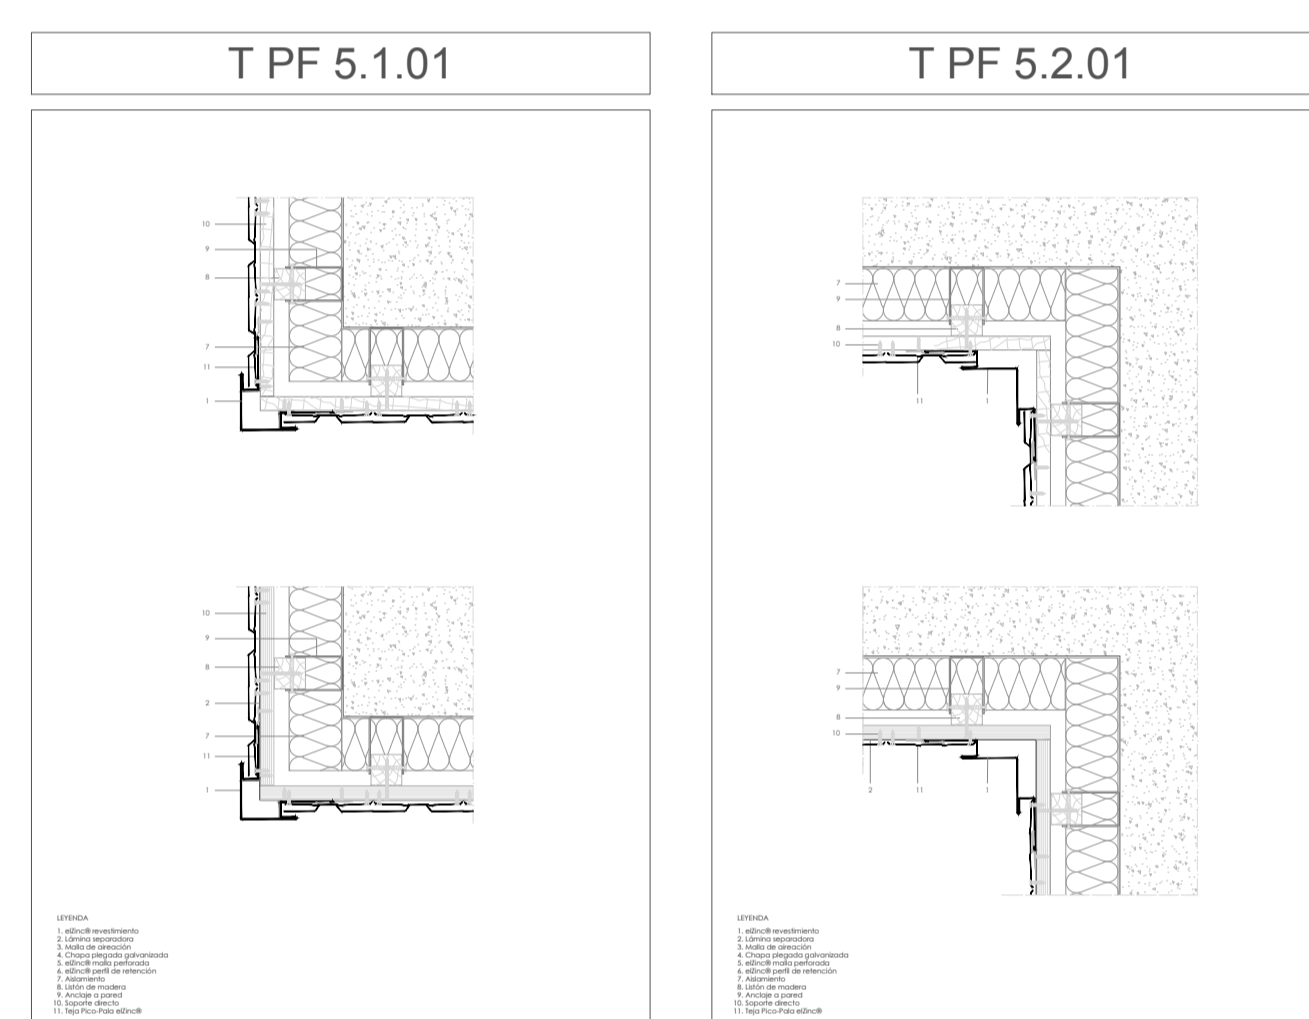 T PF 5.1.01
10
9
8
7
11
1
10
9
8
2
7
11
1
LEYENDA
1. elZinc® revestimiento
2. Lámina separadora
3. Malla de aireación
4. Chapa plegada galvanizada
5. elZinc® malla perforada
6. elZinc® perfil de retención
7. Aislamiento
8. Listón de madera
9. Anclaje a pared
10. Soporte directo
11. Teja Pico-Pala elZinc®
T PF 5.2.01
7
9
8
10
11 1
7
9
8
10
2 11 1
LEYENDA
1. elZinc® revestimiento
2. Lámina separadora
3. Malla de aireación
4. Chapa plegada galvanizada
5. elZinc® malla perforada
6. elZinc® perfil de retención
7. Aislamiento
8. Listón de madera
9. Anclaje a pared
10. Soporte directo
11. Teja Pico-Pala elZinc®